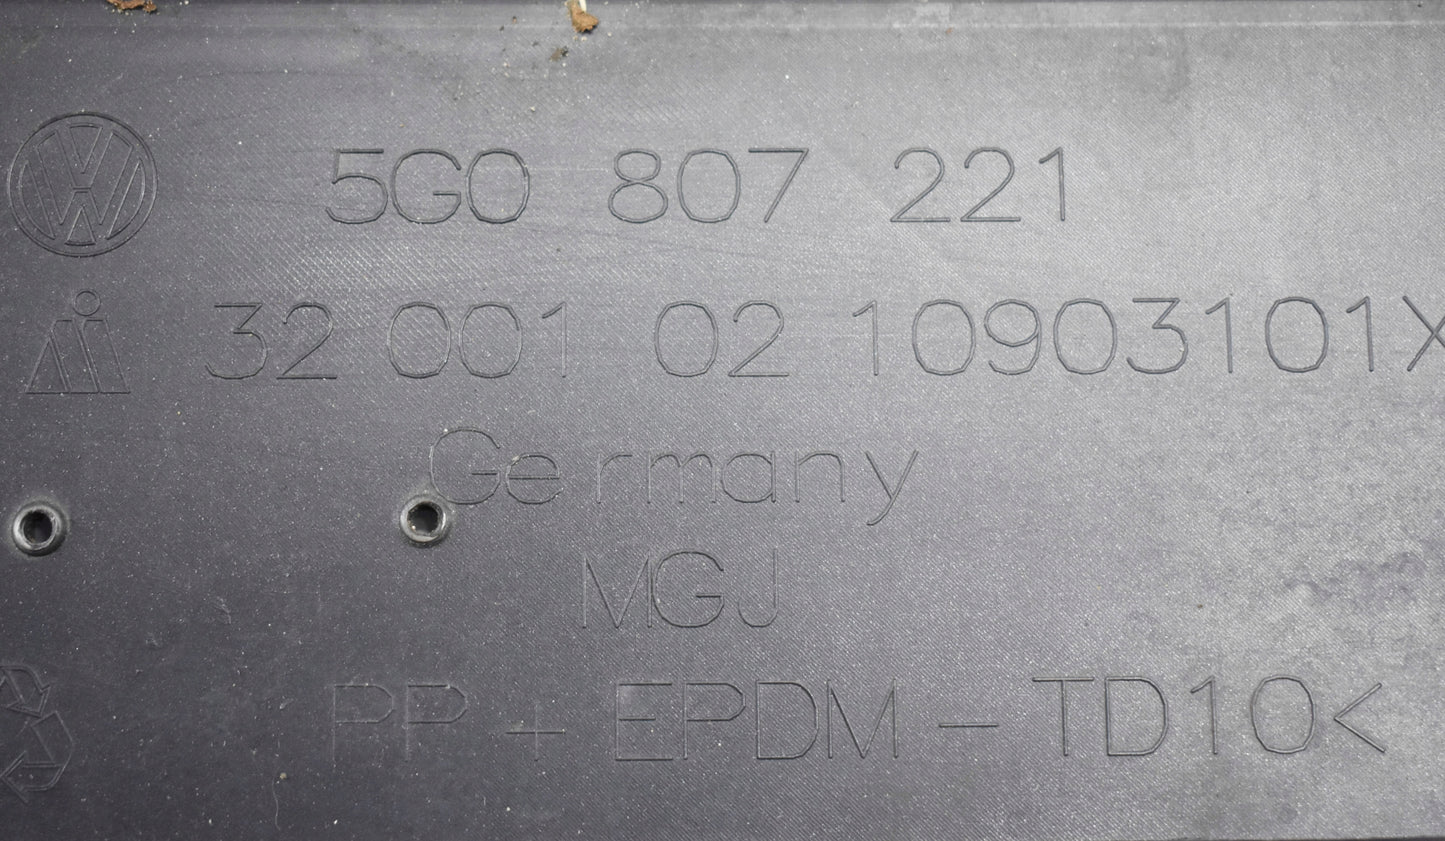 5G0 807 221
32 001 02 10903101X
Germany
MGJ
PP + EPDM - TD10<